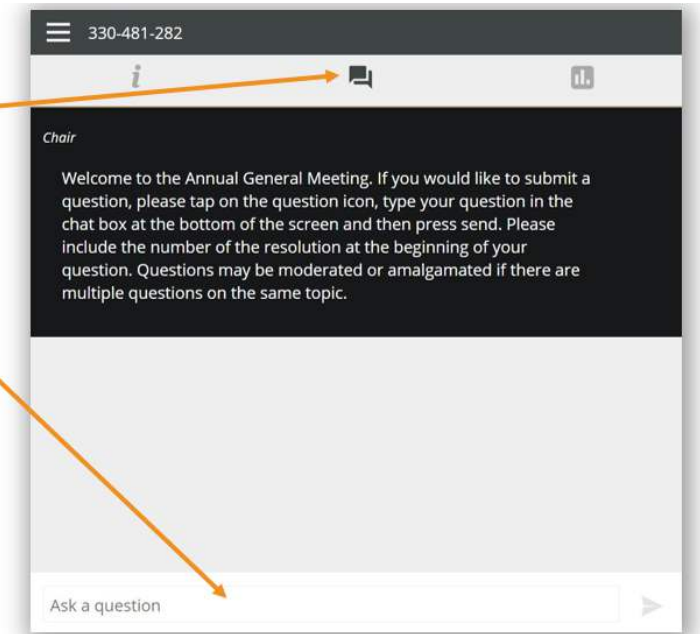 330-481-282
i
Chair
Welcome to the Annual General Meeting. If you would like to submit a
question, please tap on the question icon, type your question in the
chat box at the bottom of the screen and then press send. Please
include the number of the resolution at the beginning of your
question. Questions may be moderated or amalgamated if there are
multiple questions on the same topic.
Ask a question